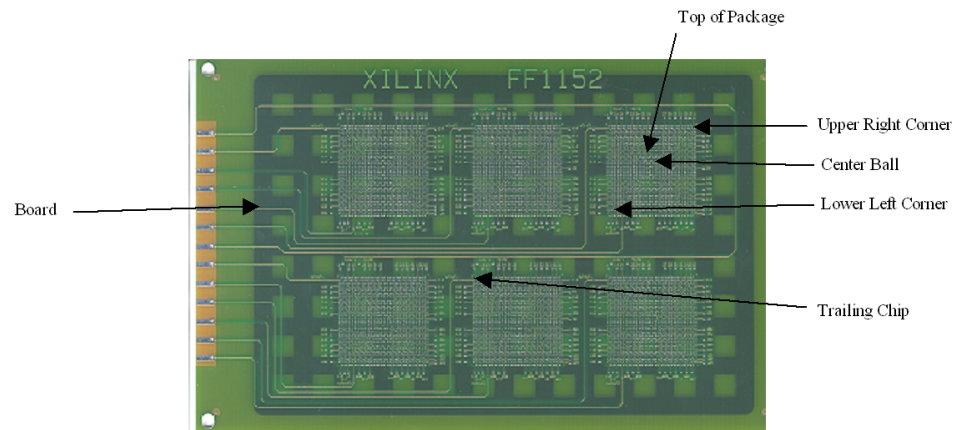 Top of Package
XILINX FF1152
Upper Right Corner
Center Ball
Board
Lower Left Corner
Trailing Chip